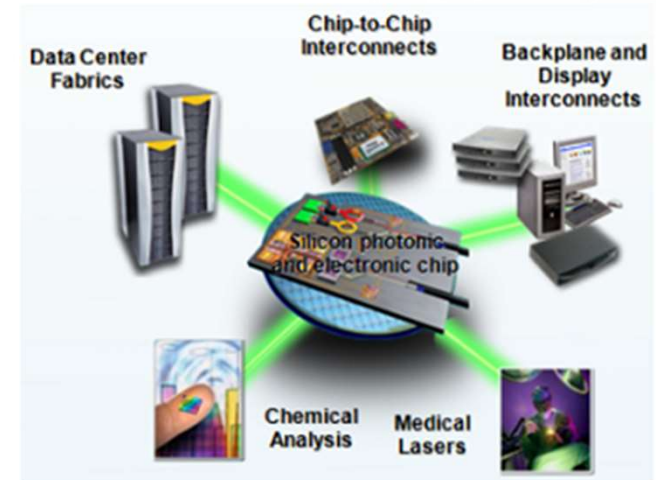 Chip-to-Chip
Interconnects
Data Center
Fabrics
Backplane and
Display
Interconnects
Silicon photonic
and electronic chip
Chemical
Analysis
Medical
Lasers